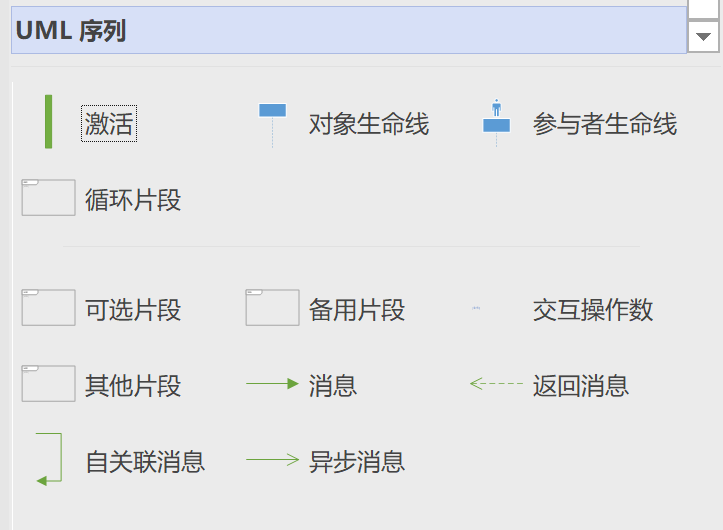 UML 序列
激活 对象生命线 参与者生命线
循环片段
可选片段 备用片段 交互操作数
其他片段 消息 返回消息
自关联消息 异步消息